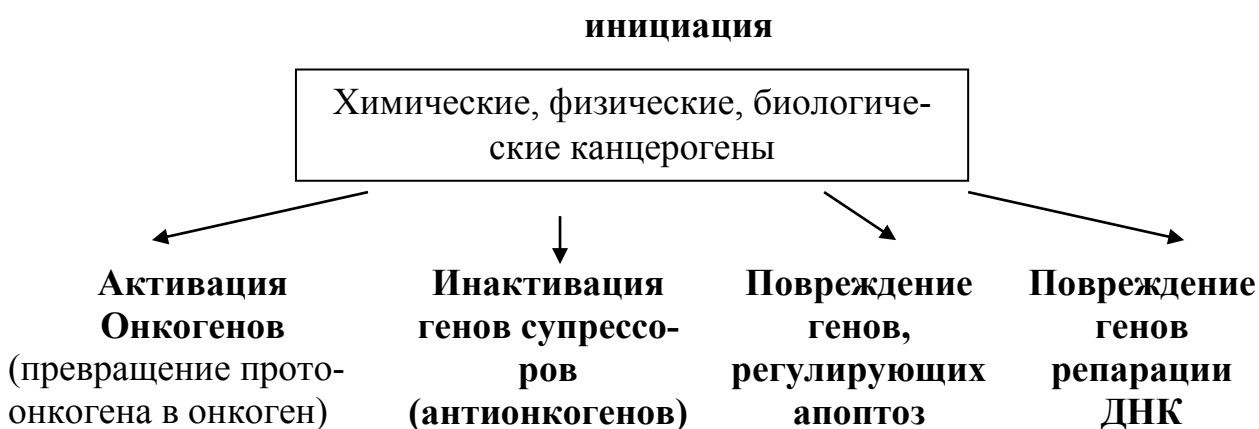 инициация
Химические, физические, биологиче-
ские канцерогены
Активация
Онкогенов
(превращение прото-
онкогена в онкоген)
Инактивация
генов супрессо-
ров
(антионкогенов)
Повреждение
генов,
регулирующих
апоптоз
Повреждение
генов
репарации
ДНК